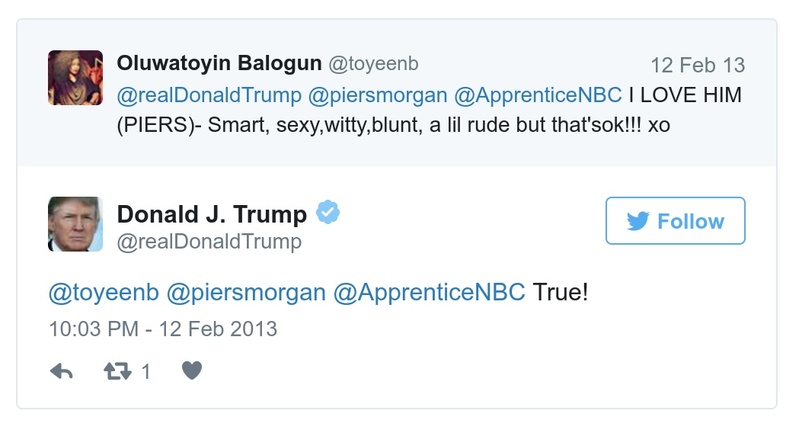 Oluwatoyin Balogun @toyeenb 12 Feb 13
@realDonaldTrump @piersmorgan @ApprenticeNBC I LOVE HIM
(PIERS)- Smart, sexy,witty,blunt, a lil rude but that'sok!!! xo
Donald J. Trump
@realDonaldTrump
Follow
@toyeenb @piersmorgan @ApprenticeNBC True!
10:03 PM - 12 Feb 2013
1